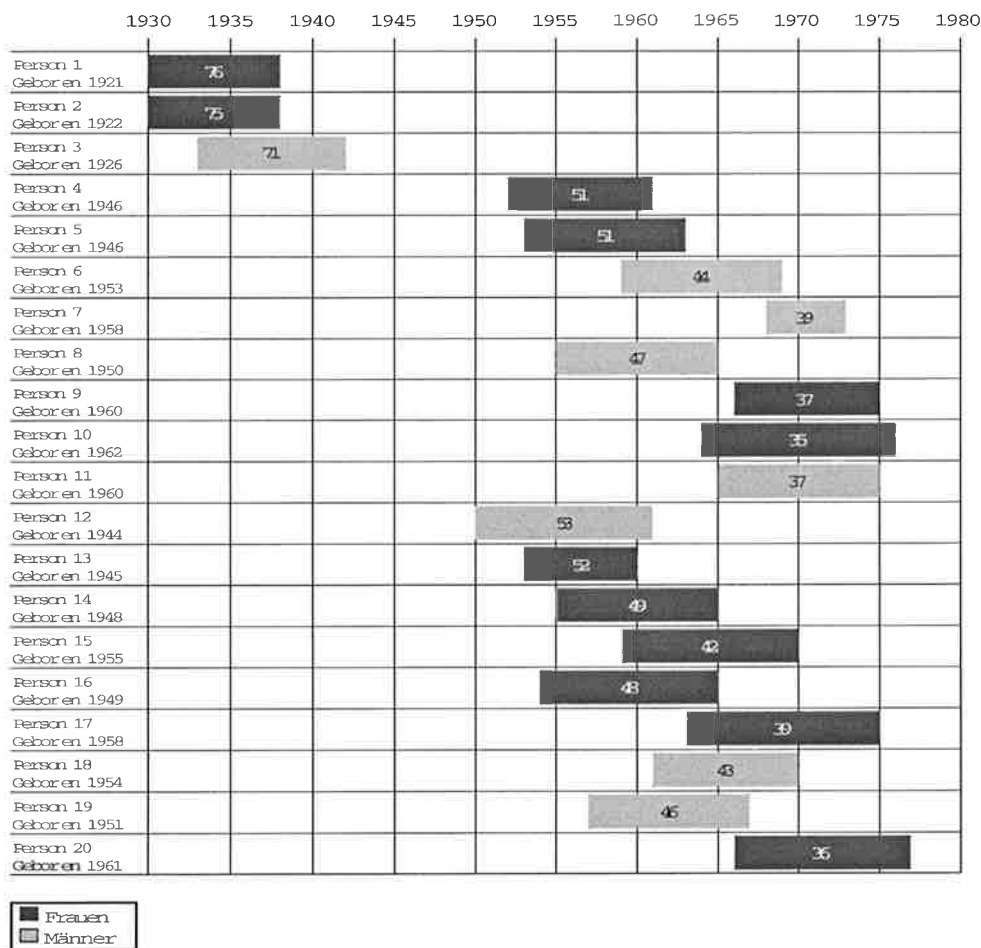 1930 1935 1940 1945 1950 1955 1960 1965 1970 1975 1980
Person 1
Geboren 1921
76
Person 2
Geboren 1922
75
Person 3
Geboren 1926
71
Person 4
Geboren 1946
51
Person 5
Geboren 1946
51
Person 6
Geboren 1953
44
Person 7
Geboren 1958
39
Person 8
Geboren 1950
47
Person 9
Geboren 1960
37
Person 10
Geboren 1962
35
Person 11
Geboren 1960
37
Person 12
Geboren 1944
53
Person 13
Geboren 1945
52
Person 14
Geboren 1948
49
Person 15
Geboren 1955
42
Person 16
Geboren 1949
48
Person 17
Geboren 1958
39
Person 18
Geboren 1954
43
Person 19
Geboren 1951
46
Person 20
Geboren 1961
36
Frauen
Männer